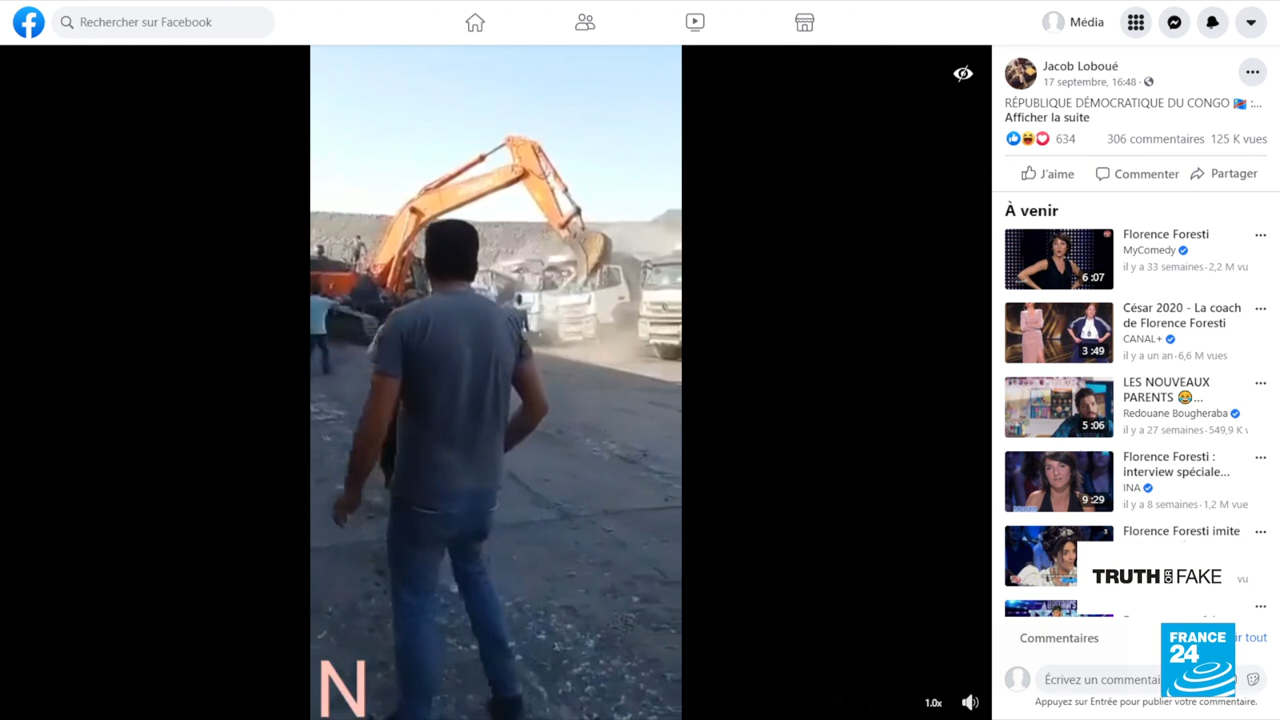 Rechercher sur Facebook
Média
Jacob Loboué
17 septembre, 16:48 ·
RÉPUBLIQUE DÉMOCRATIQUE DU CONGO 🇨🇩 :...
Afficher la suite
634
306 commentaires 125 K vues
J'aime
Commenter
Partager
À venir
Florence Foresti
MyComedy
il y a 33 semaines · 2,2 M vu
6:07
César 2020 - La coach
de Florence Foresti
CANAL+
il y a un an · 6,6 M vues
3:49
LES NOUVEAUX
PARENTS 😂...
Redouane Bougheraba
il y a 27 semaines · 549,9 K v
5:06
Florence Foresti :
interview spéciale...
INA
il y a 8 semaines · 1,2 M vue
9:29
Florence Foresti imite
TRUTH OR FAKE
vu
Commentaires
ir tout
FRANCE
24
Écrivez un commentai
Appuyez sur Entrée pour publier votre commentaire.
N
1.0x